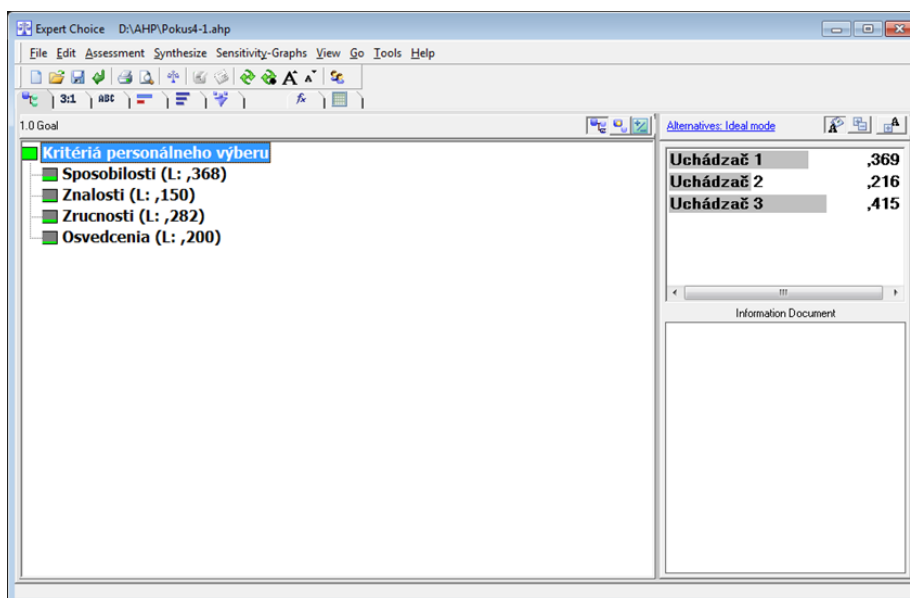 Expert Choice D:\AHP\Pokus4-1.ahp
File Edit Assessment Synthesize Sensitivity-Graphs View Go Tools Help
3:1 ABC fx
1.0 Goal
Alternatives: Ideal mode
Kritériá personálneho výberu
Sposobilosti (L: ,368)
Znalosti (L: ,150)
Zrucnosti (L: ,282)
Osvedcenia (L: ,200)
Uchádzač 1 ,369
Uchádzač 2 ,216
Uchádzač 3 ,415
Information Document